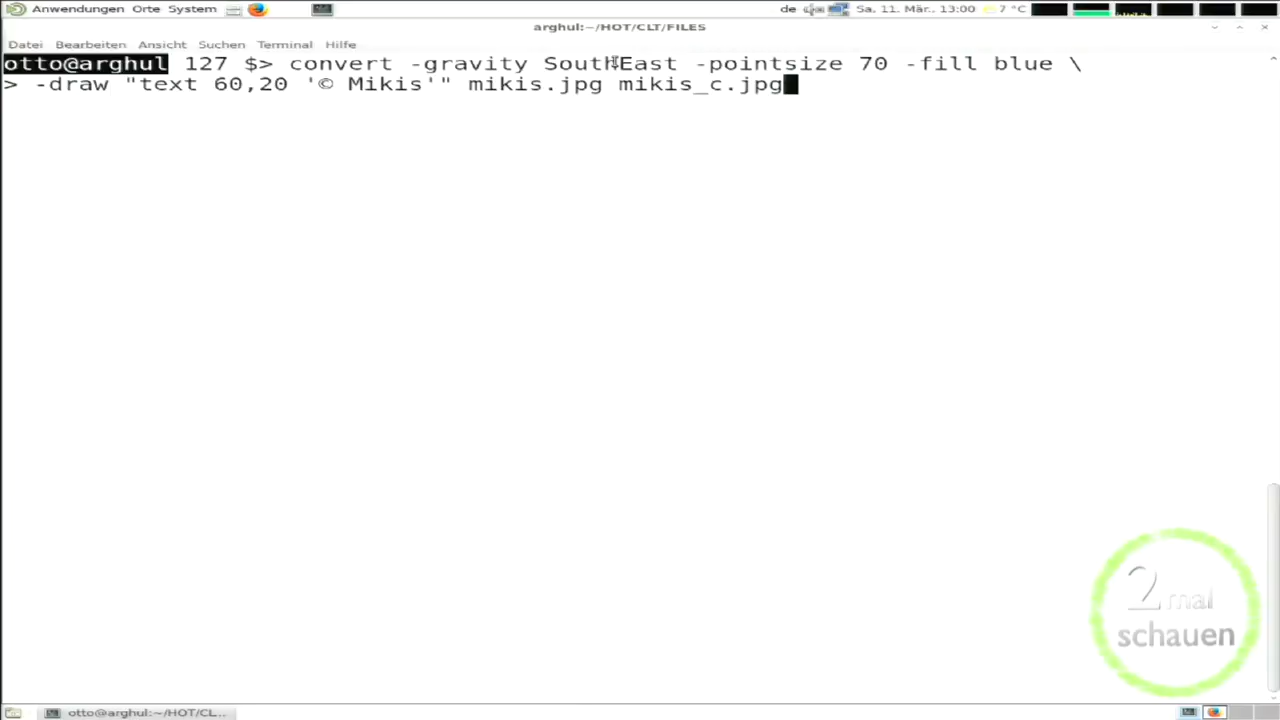 Anwendungen Orte System de Sa. 11. Mär., 13:00 7 °C
arghul:~/HOT/CLT/FILES
Datei Bearbeiten Ansicht Suchen Terminal Hilfe
otto@arghul 127 $> convert -gravity SouthEast -pointsize 70 -fill blue \
> -draw "text 60,20 '© Mikis'" mikis.jpg mikis_c.jpg
2 mal
schauen
otto@arghul:~/HOT/CL...